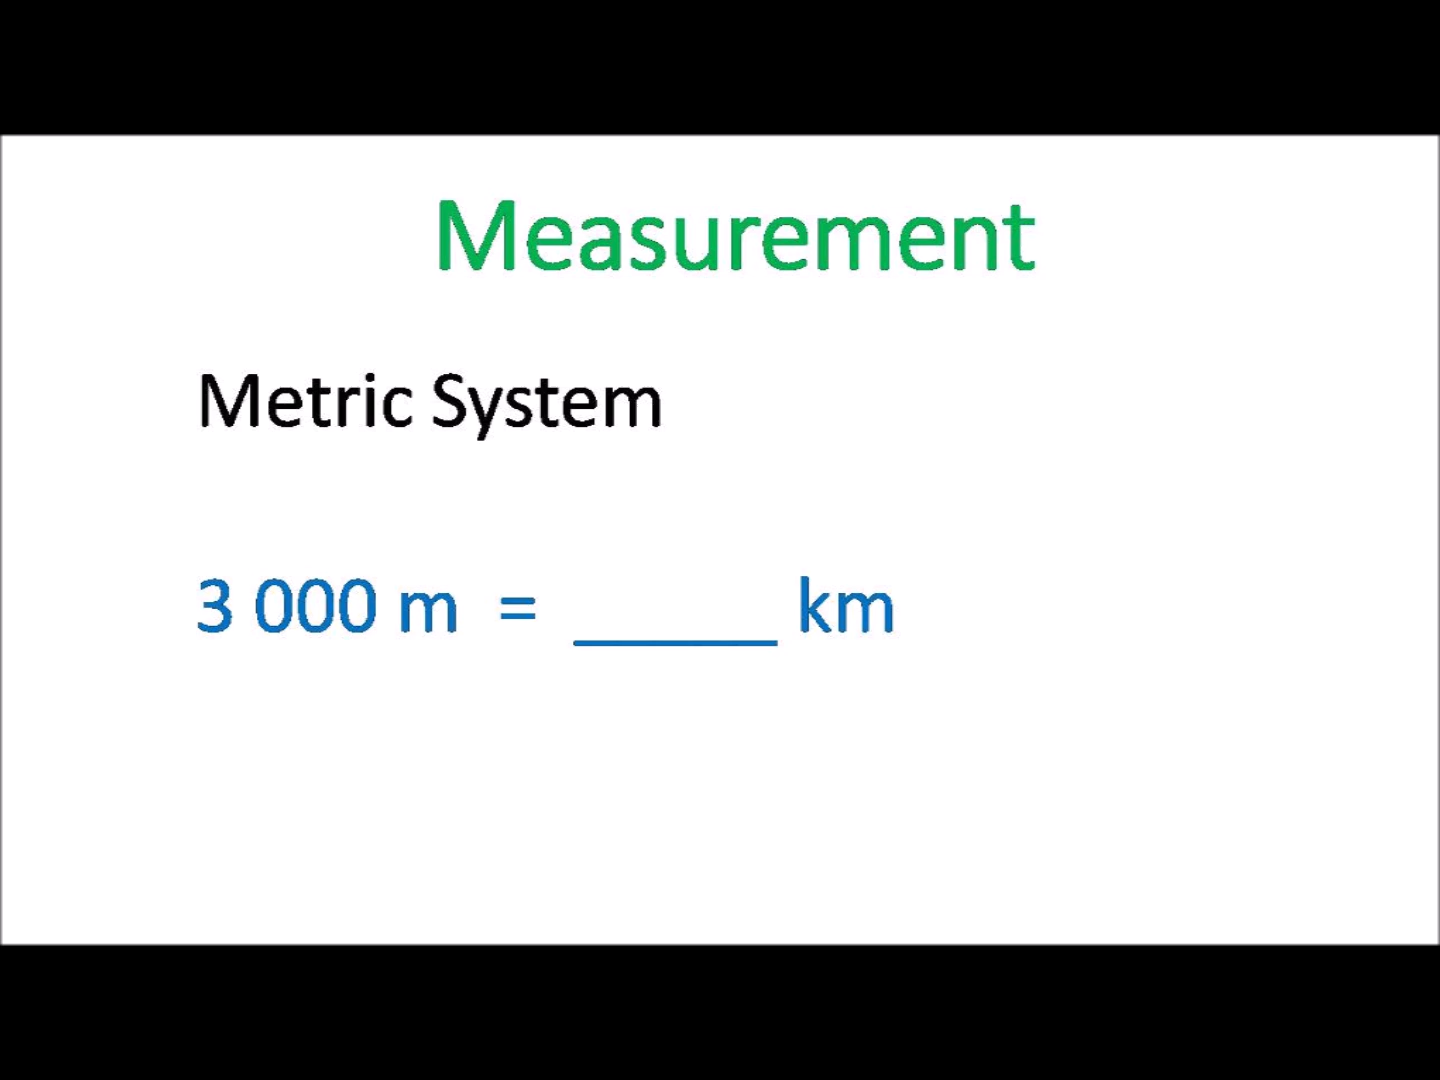 Measurement
Metric System
3 000 m = _____ km